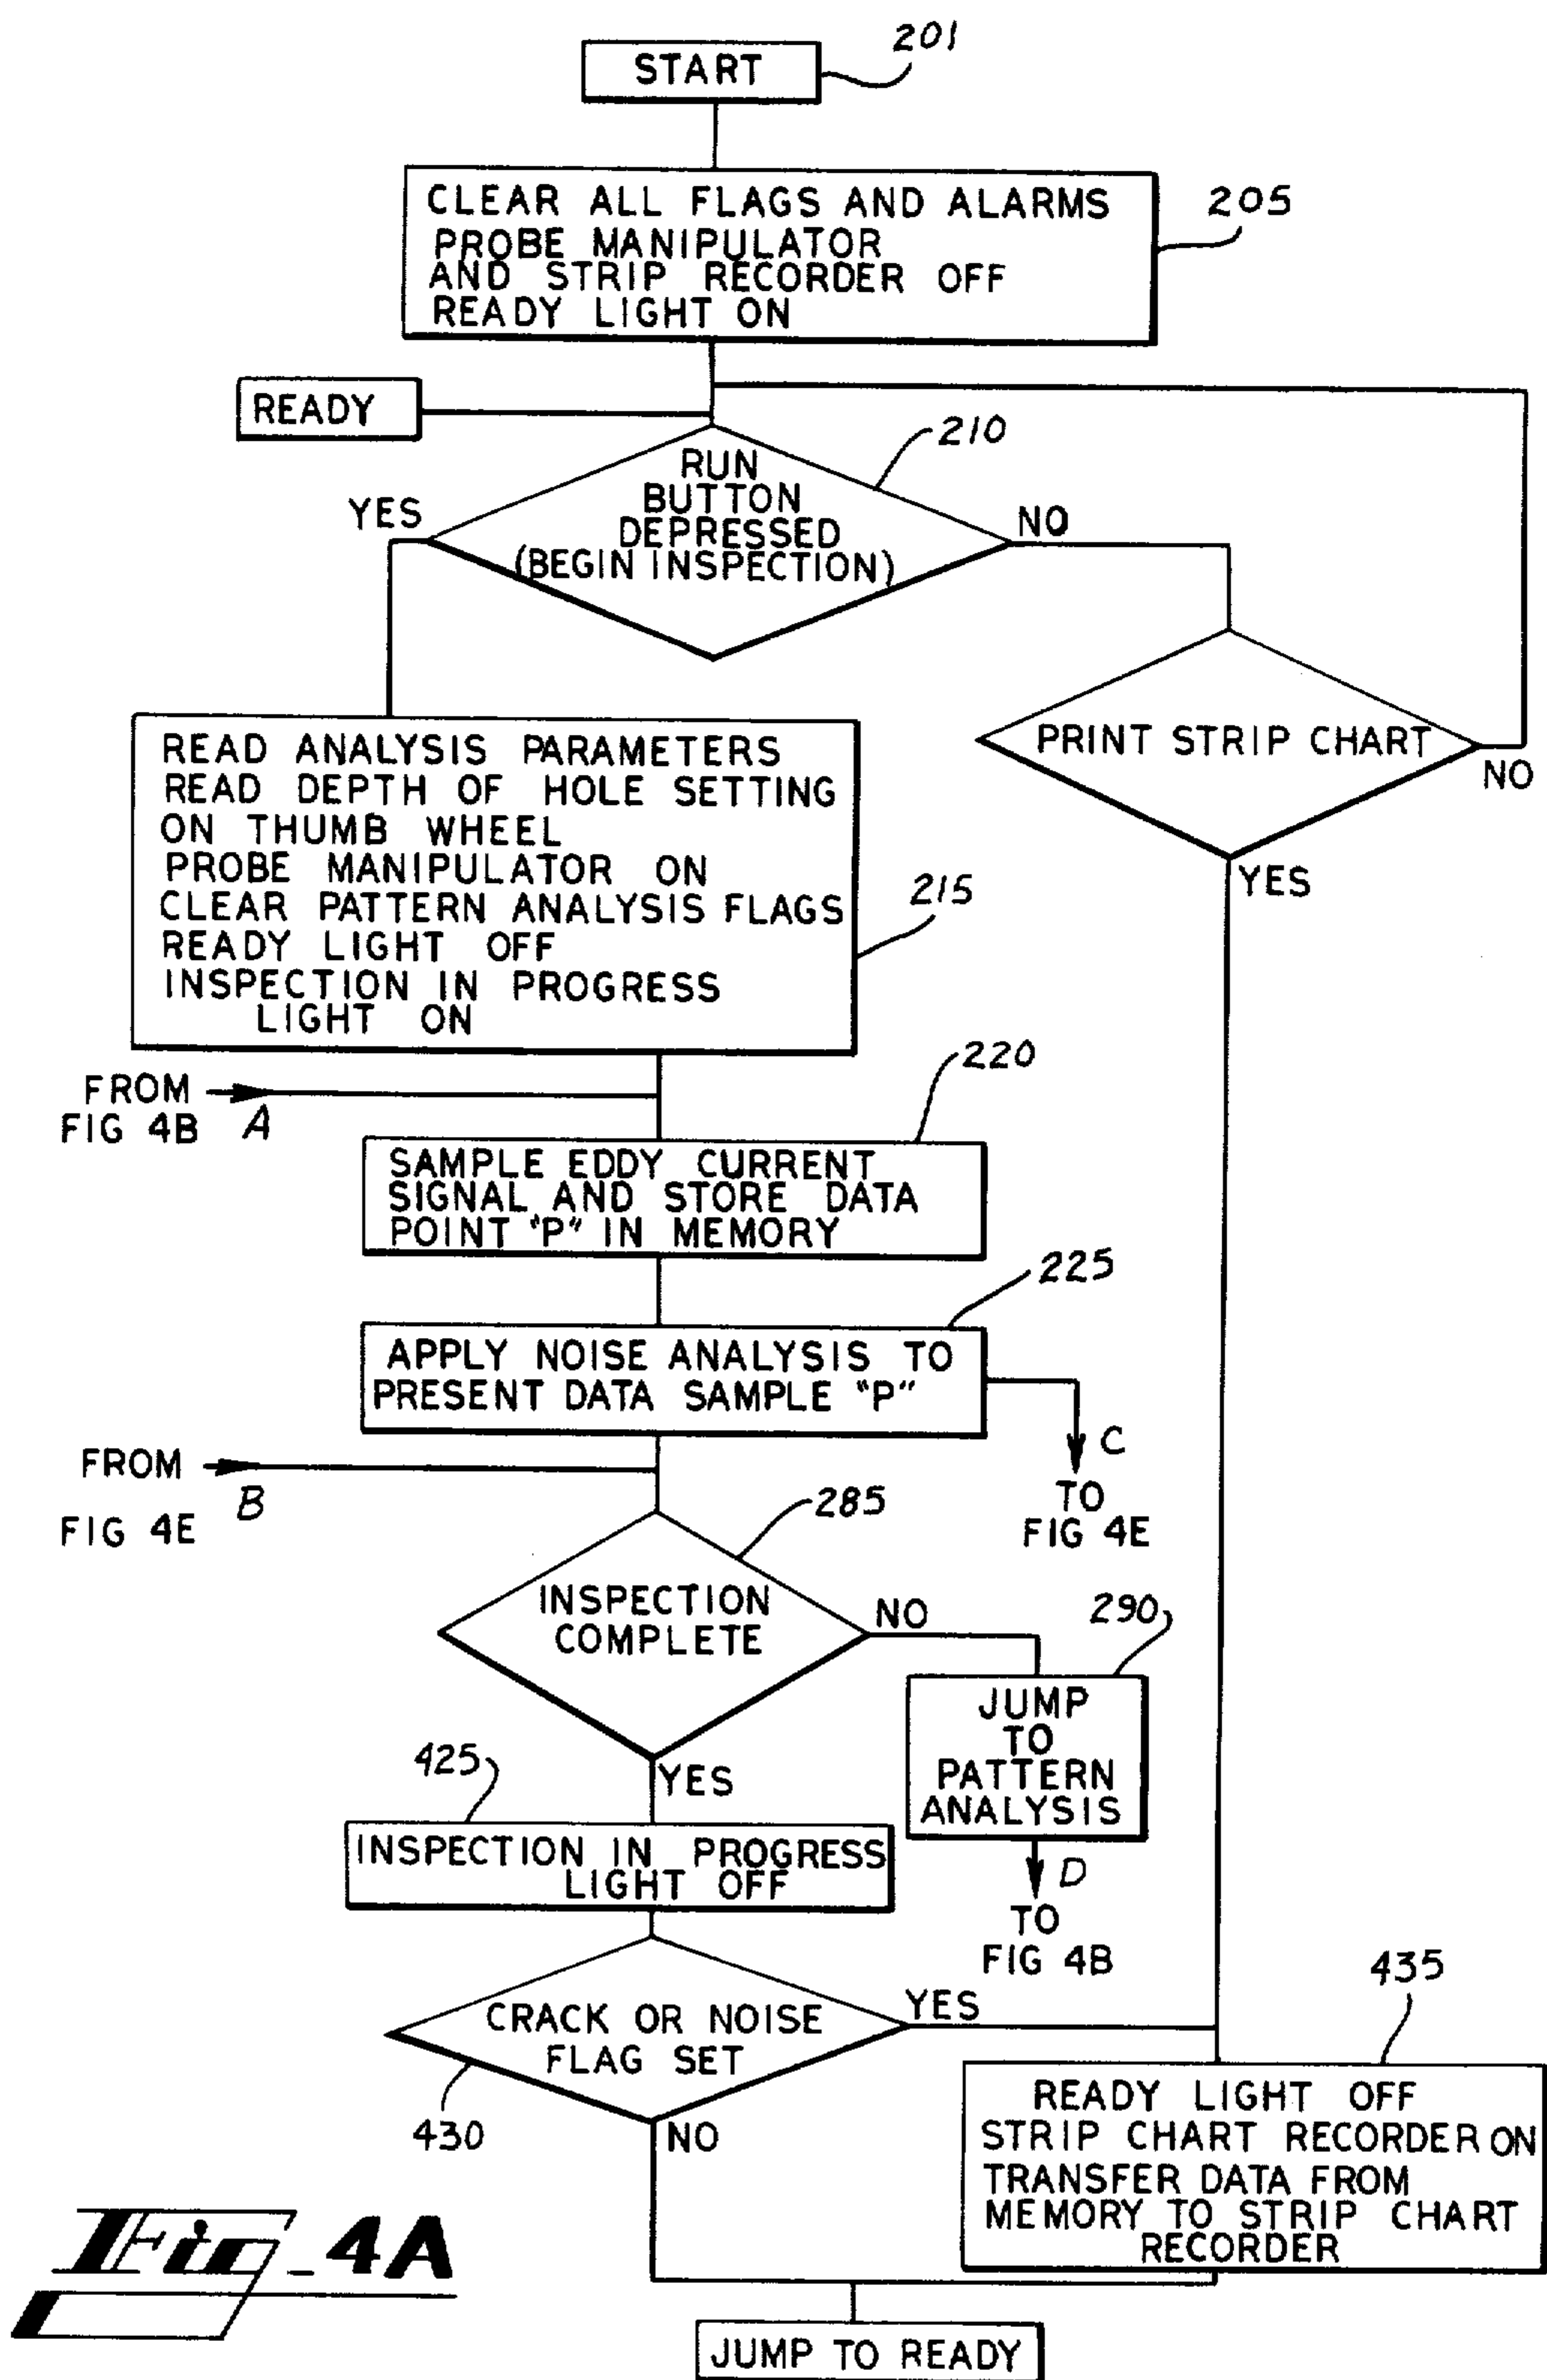 START
201
CLEAR ALL FLAGS AND ALARMS
PROBE MANIPULATOR
AND STRIP RECORDER OFF
READY LIGHT ON
205
READY
RUN
BUTTON
DEPRESSED
(BEGIN INSPECTION)
210
YES
NO
PRINT STRIP CHART
NO
YES
READ ANALYSIS PARAMETERS
READ DEPTH OF HOLE SETTING
ON THUMB WHEEL
PROBE MANIPULATOR ON
CLEAR PATTERN ANALYSIS FLAGS
READY LIGHT OFF
INSPECTION IN PROGRESS
LIGHT ON
215
FROM
FIG 4B A
220
SAMPLE EDDY CURRENT
SIGNAL AND STORE DATA
POINT "P" IN MEMORY
225
APPLY NOISE ANALYSIS TO
PRESENT DATA SAMPLE "P"
C
TO
FIG 4E
FROM
B
FIG 4E
285
INSPECTION
COMPLETE
NO
290
JUMP
TO
PATTERN
ANALYSIS
D
TO
FIG 4B
YES
425
INSPECTION IN PROGRESS
LIGHT OFF
CRACK OR NOISE
FLAG SET
430
YES
NO
435
READY LIGHT OFF
STRIP CHART RECORDER ON
TRANSFER DATA FROM
MEMORY TO STRIP CHART
RECORDER
JUMP TO READY
Fig_4A